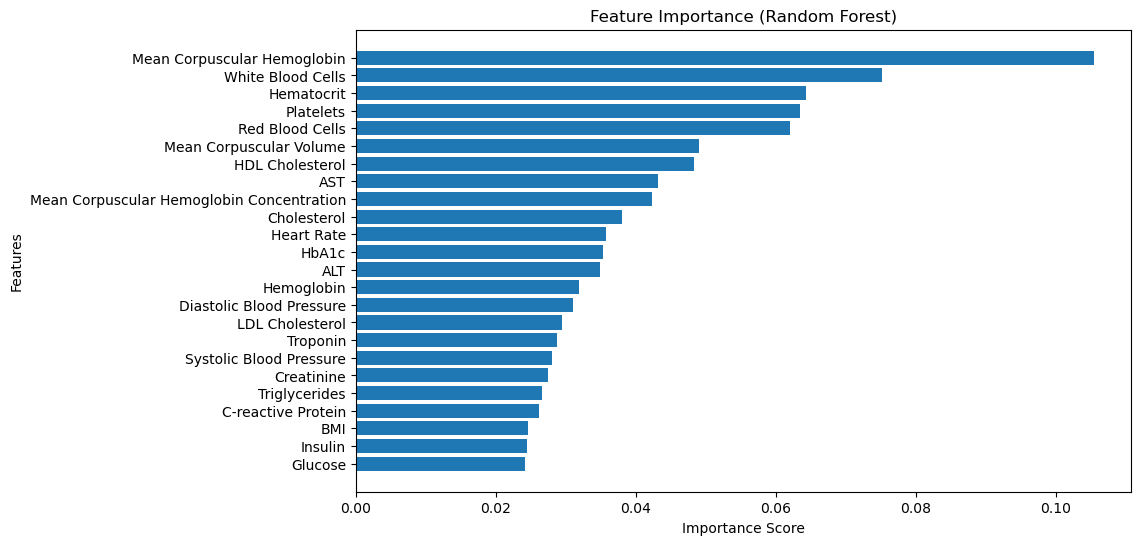 Feature Importance (Random Forest)
Features
Mean Corpuscular Hemoglobin
White Blood Cells
Hematocrit
Platelets
Red Blood Cells
Mean Corpuscular Volume
HDL Cholesterol
AST
Mean Corpuscular Hemoglobin Concentration
Cholesterol
Heart Rate
HbA1c
ALT
Hemoglobin
Diastolic Blood Pressure
LDL Cholesterol
Troponin
Systolic Blood Pressure
Creatinine
Triglycerides
C-reactive Protein
BMI
Insulin
Glucose
0.00 0.02 0.04 0.06 0.08 0.10
Importance Score